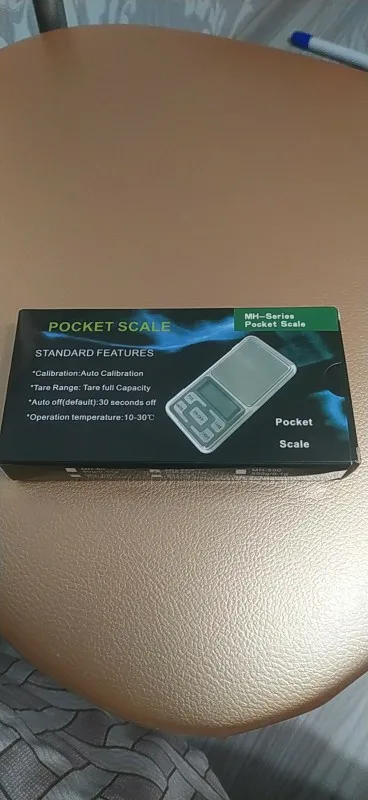 POCKET SCALE
MH-Series
Pocket Scale
STANDARD FEATURES
*Calibration:Auto Calibration
*Tare Range: Tare full Capacity
*Auto off(default):30 seconds off
*Operation temperature:10-30℃
Pocket
Scale